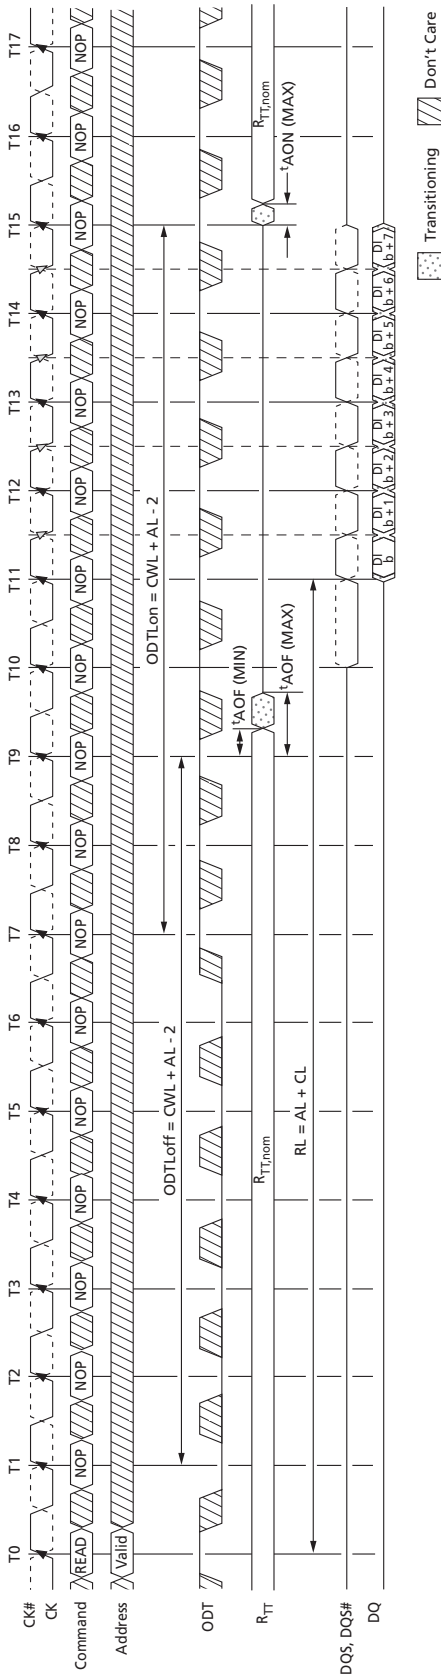 T0 T1 T2 T3 T4 T5 T6 T7 T8 T9 T10 T11 T12 T13 T14 T15 T16 T17
CK#
CK
Command READ NOP NOP NOP NOP NOP NOP NOP NOP NOP NOP NOP NOP NOP NOP NOP NOP NOP
Address Valid
ODTLoff = CWL + AL - 2
ODTLon = CWL + AL - 2
ODT
tAOF (MIN)
RTT RTT,nom RTT,nom
tAOF (MAX)
tAON (MAX)
RL = AL + CL
DQS, DQS#
DQ DI b DI b + 1 DI b + 2 DI b + 3 DI b + 4 DI b + 5 DI b + 6 DI b + 7
Transitioning Don't Care